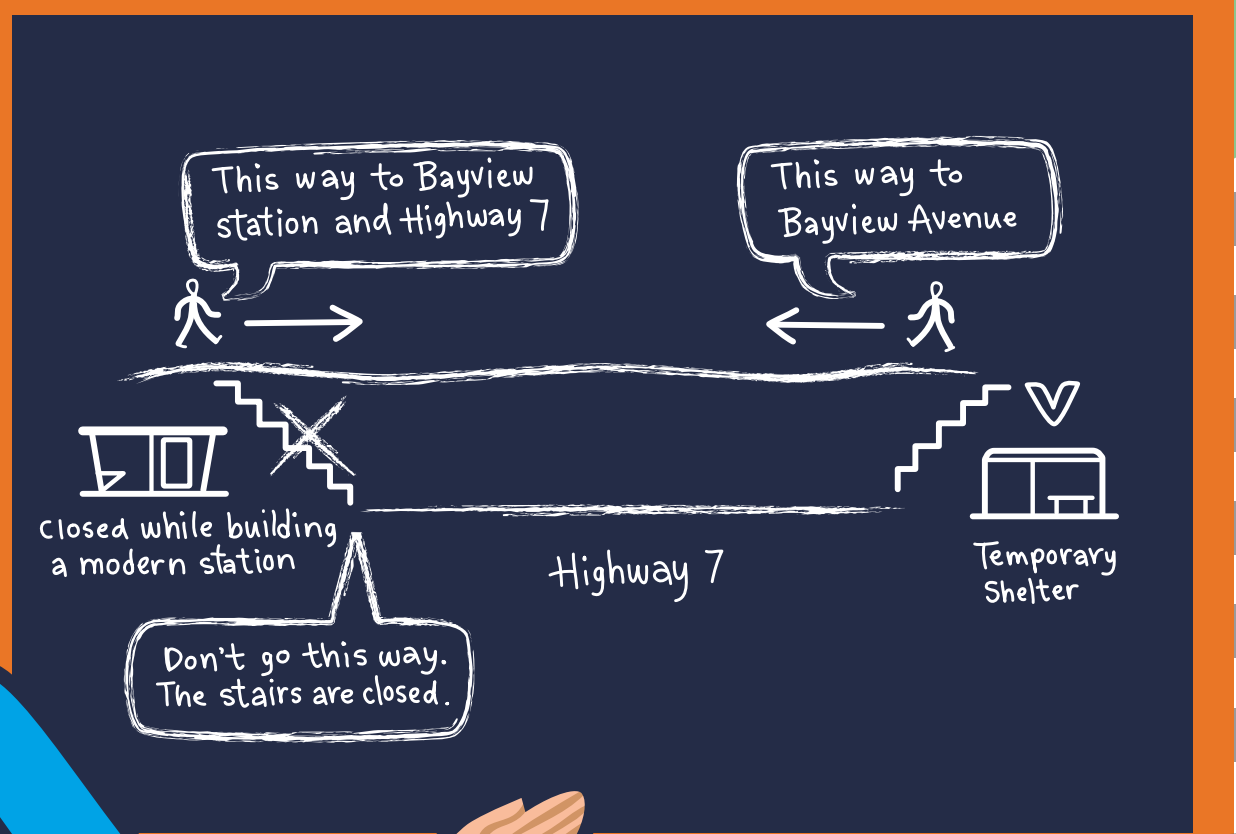 This way to Bayview
station and Highway 7
This way to
Bayview Avenue
Closed while building
a modern station
Highway 7
Temporary
Shelter
Don't go this way.
The stairs are closed.